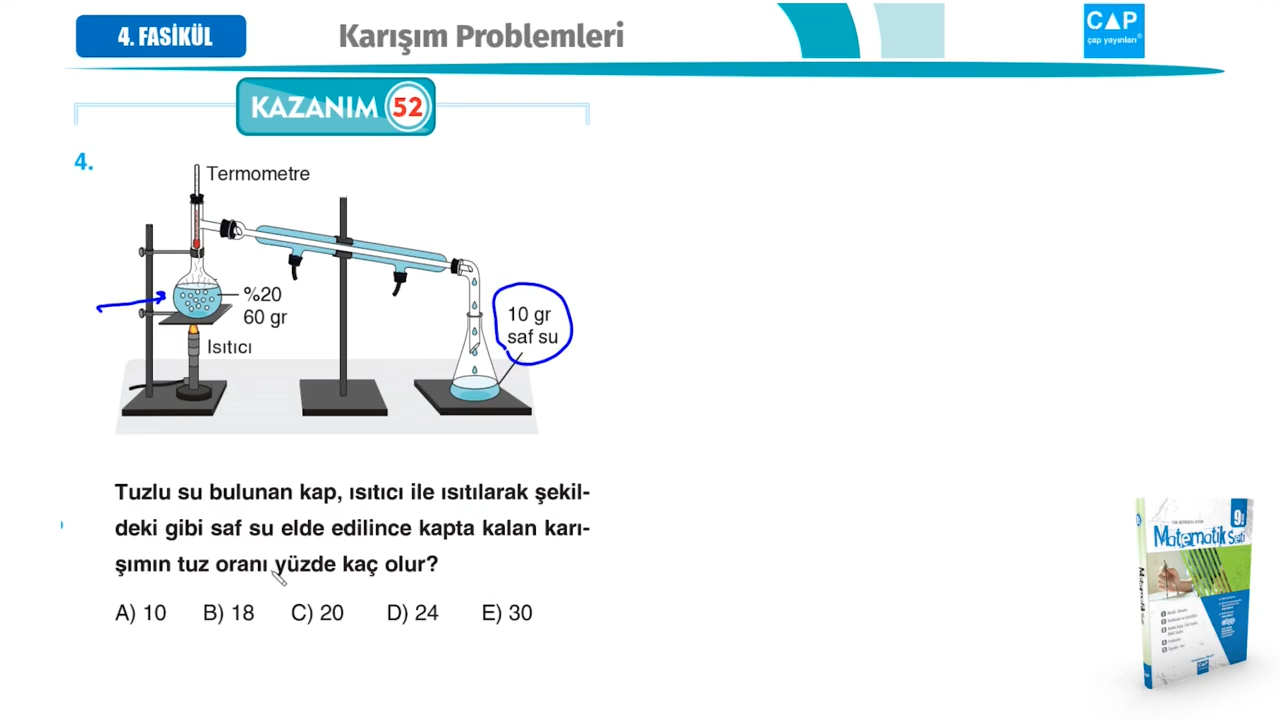 4. FASİKÜL
Karışım Problemleri
ÇAP
çap yayınları
KAZANIM 52
4.
Termometre
%20
60 gr
Isıtıcı
10 gr
saf su
Tuzlu su bulunan kap, ısıtıcı ile ısıtılarak şekil-
deki gibi saf su elde edilince kapta kalan karı-
şımın tuz oranı yüzde kaç olur?
A) 10 B) 18 C) 20 D) 24 E) 30
9
Matematik Seti
ÇAP